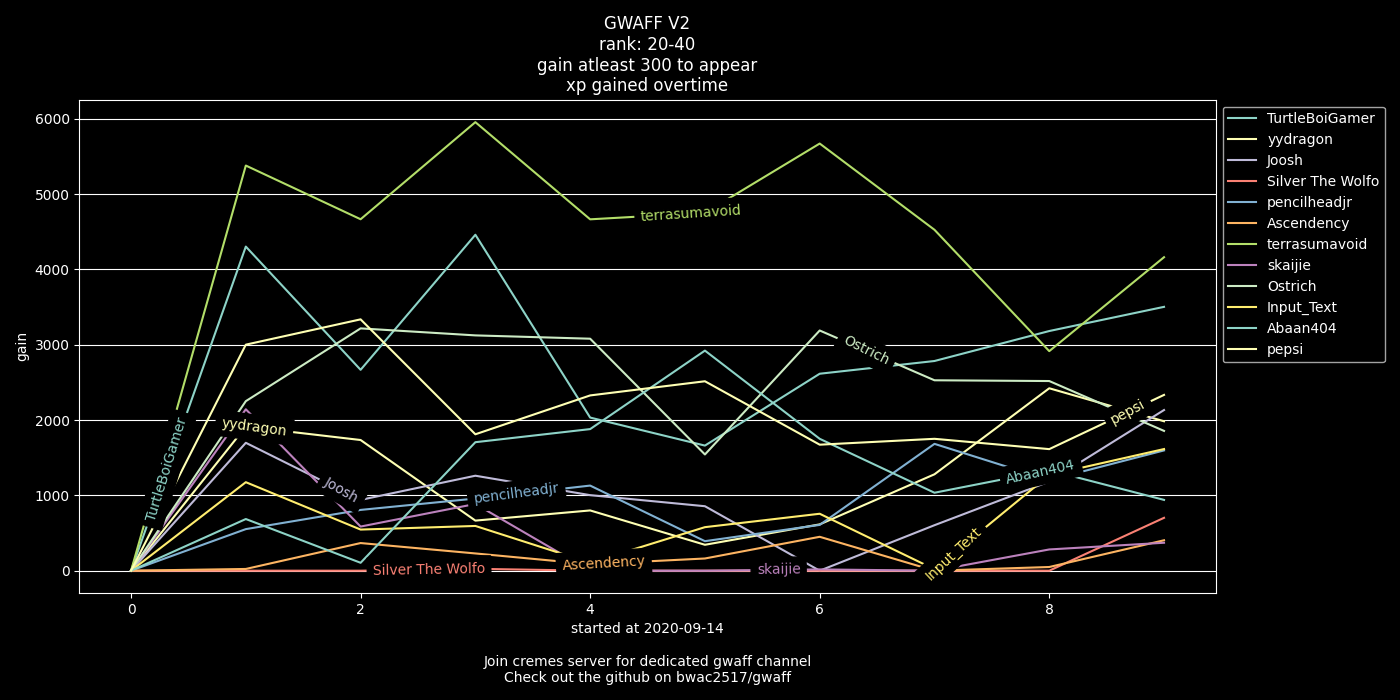 GWAFF V2
rank: 20-40
gain atleast 300 to appear
xp gained overtime
gain
6000
5000
4000
3000
2000
1000
0
TurtleBoiGamer
yydragon
Joosh
Silver The Wolfo
pencilheadjr
Ascendency
terrasumavoid
skaijie
Ostrich
Input_Text
Abaan404
pepsi
0 2 4 6 8
started at 2020-09-14
Join cremes server for dedicated gwaff channel
Check out the github on bwac2517/gwaff
TurtleBoiGamer
yydragon
Joosh
Silver The Wolfo
pencilheadjr
Ascendency
terrasumavoid
skaijie
Ostrich
Input_Text
Abaan404
pepsi